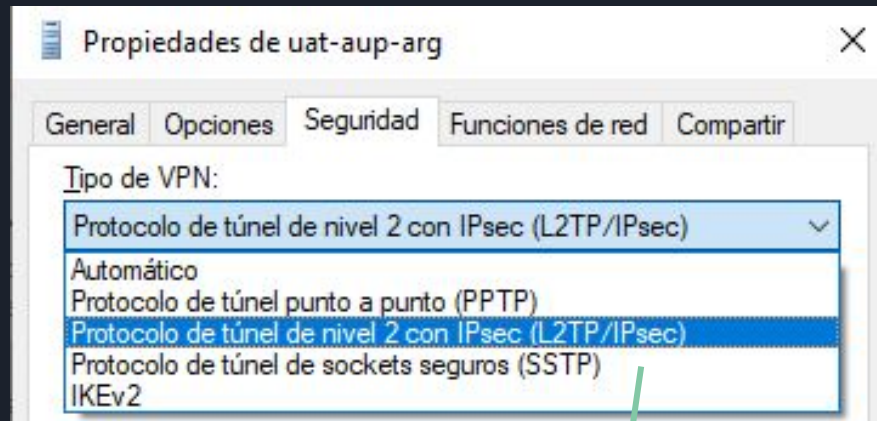 Propiedades de uat-aup-arg
General Opciones Seguridad Funciones de red Compartir
Tipo de VPN:
Protocolo de túnel de nivel 2 con IPsec (L2TP/IPsec)
Automático
Protocolo de túnel punto a punto (PPTP)
Protocolo de túnel de nivel 2 con IPsec (L2TP/IPsec)
Protocolo de túnel de sockets seguros (SSTP)
IKEv2